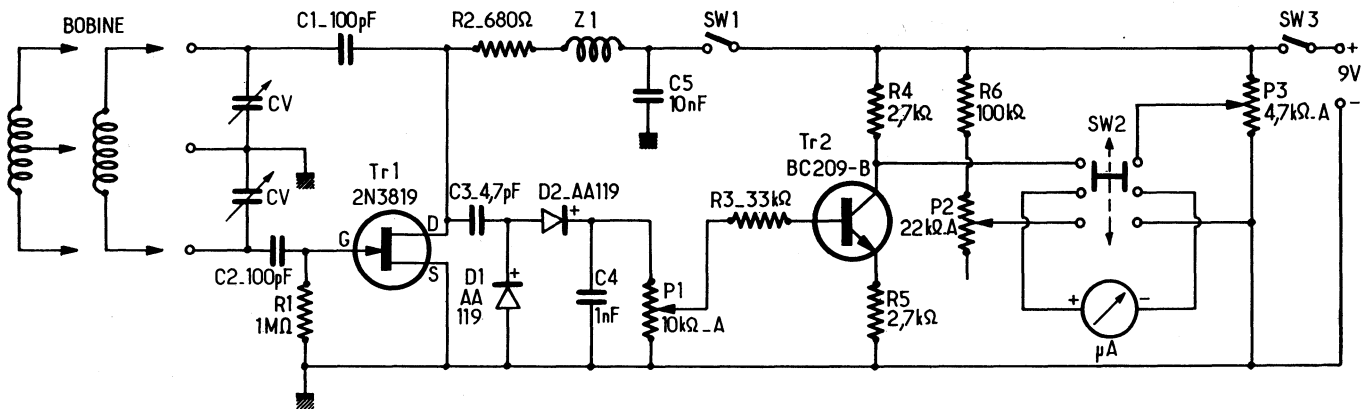 BOBINE
C1_100pF
R2_680Ω
Z1
SW1
SW3
+
9V
-
C5
10nF
R4
2,7kΩ
R6
100kΩ
P3
4,7kΩ_A
CV
CV
SW2
Tr1
2N3819
C3_4,7pF
D2_AA119
+
Tr2
BC209-B
R3_33kΩ
P2
22kΩ.A
G
D
S
C2_100pF
R1
1MΩ
D1
AA
119
+
C4
1nF
P1
10kΩ_A
R5
2,7kΩ
+
-
µA